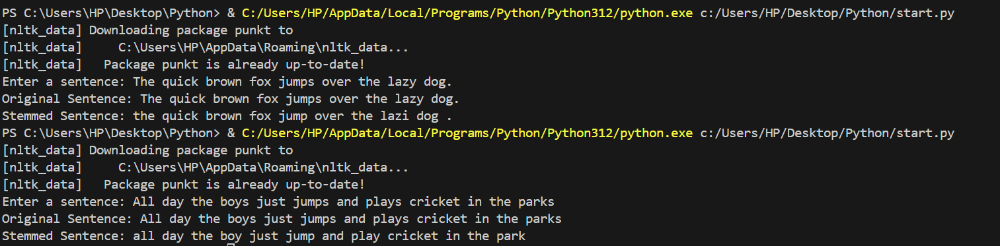 PS C:\Users\HP\Desktop\Python> & C:/Users/HP/AppData/Local/Programs/Python/Python312/python.exe c:/Users/HP/Desktop/Python/start.py
[nltk_data] Downloading package punkt to
[nltk_data]     C:\Users\HP\AppData\Roaming\nltk_data...
[nltk_data]   Package punkt is already up-to-date!
Enter a sentence: The quick brown fox jumps over the lazy dog.
Original Sentence: The quick brown fox jumps over the lazy dog.
Stemmed Sentence: the quick brown fox jump over the lazi dog .
PS C:\Users\HP\Desktop\Python> & C:/Users/HP/AppData/Local/Programs/Python/Python312/python.exe c:/Users/HP/Desktop/Python/start.py
[nltk_data] Downloading package punkt to
[nltk_data]     C:\Users\HP\AppData\Roaming\nltk_data...
[nltk_data]   Package punkt is already up-to-date!
Enter a sentence: All day the boys just jumps and plays cricket in the parks
Original Sentence: All day the boys just jumps and plays cricket in the parks
Stemmed Sentence: all day the boy just jump and play cricket in the park